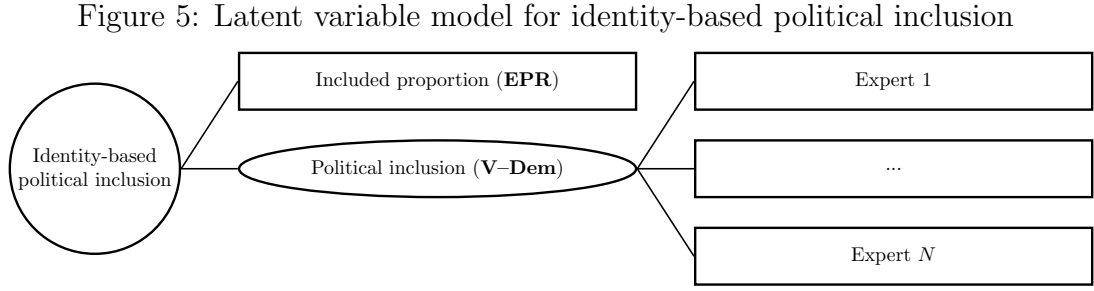 Figure 5: Latent variable model for identity-based political inclusion
Identity-based
political inclusion
Included proportion (EPR)
Political inclusion (V–Dem)
Expert 1
...
Expert N